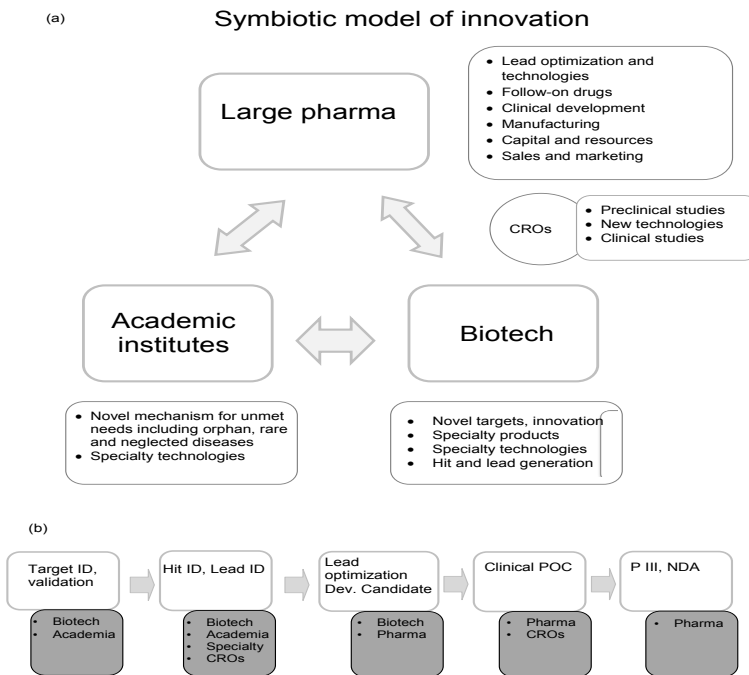 (a)
Symbiotic model of innovation
Large pharma
• Lead optimization and
technologies
• Follow-on drugs
• Clinical development
• Manufacturing
• Capital and resources
• Sales and marketing
CROs
• Preclinical studies
• New technologies
• Clinical studies
Academic
institutes
Biotech
• Novel mechanism for unmet
needs including orphan, rare
and neglected diseases
• Specialty technologies
• Novel targets, innovation
• Specialty products
• Specialty technologies
• Hit and lead generation
(b)
Target ID,
validation
• Biotech
• Academia
Hit ID, Lead ID
• Biotech
• Academia
• Specialty
• CROs
Lead
optimization
Dev. Candidate
• Biotech
• Pharma
Clinical POC
• Pharma
• CROs
P III, NDA
• Pharma